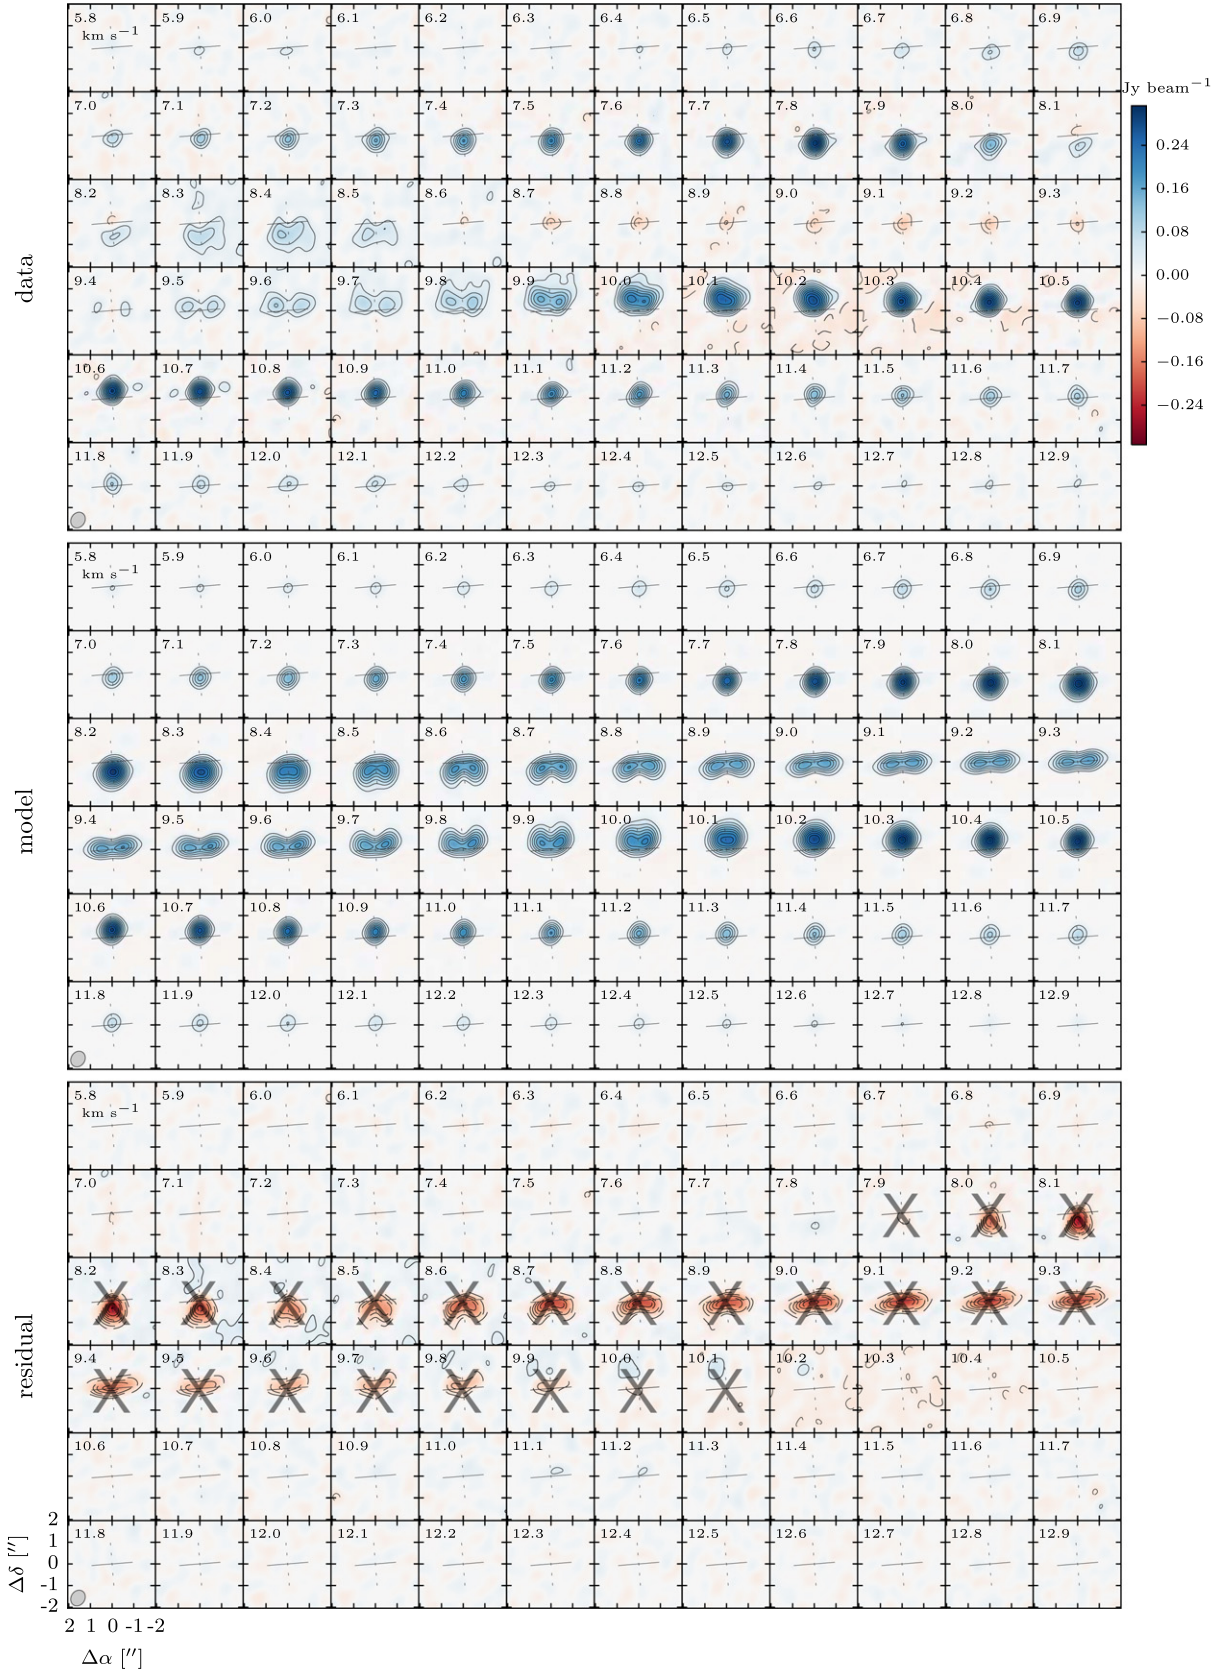 5.8 5.9 6.0 6.1 6.2 6.3 6.4 6.5 6.6 6.7 6.8 6.9
km s⁻¹
Jy beam⁻¹
7.0 7.1 7.2 7.3 7.4 7.5 7.6 7.7 7.8 7.9 8.0 8.1
0.24
0.16
0.08
0.00
−0.08
−0.16
−0.24
8.2 8.3 8.4 8.5 8.6 8.7 8.8 8.9 9.0 9.1 9.2 9.3
data
9.4 9.5 9.6 9.7 9.8 9.9 10.0 10.1 10.2 10.3 10.4 10.5
10.6 10.7 10.8 10.9 11.0 11.1 11.2 11.3 11.4 11.5 11.6 11.7
11.8 11.9 12.0 12.1 12.2 12.3 12.4 12.5 12.6 12.7 12.8 12.9
5.8 5.9 6.0 6.1 6.2 6.3 6.4 6.5 6.6 6.7 6.8 6.9
km s⁻¹
7.0 7.1 7.2 7.3 7.4 7.5 7.6 7.7 7.8 7.9 8.0 8.1
8.2 8.3 8.4 8.5 8.6 8.7 8.8 8.9 9.0 9.1 9.2 9.3
model
9.4 9.5 9.6 9.7 9.8 9.9 10.0 10.1 10.2 10.3 10.4 10.5
10.6 10.7 10.8 10.9 11.0 11.1 11.2 11.3 11.4 11.5 11.6 11.7
11.8 11.9 12.0 12.1 12.2 12.3 12.4 12.5 12.6 12.7 12.8 12.9
5.8 5.9 6.0 6.1 6.2 6.3 6.4 6.5 6.6 6.7 6.8 6.9
km s⁻¹
7.0 7.1 7.2 7.3 7.4 7.5 7.6 7.7 7.8 7.9 8.0 8.1
X X X
8.2 8.3 8.4 8.5 8.6 8.7 8.8 8.9 9.0 9.1 9.2 9.3
X X X X X X X X X X X X
residual
9.4 9.5 9.6 9.7 9.8 9.9 10.0 10.1 10.2 10.3 10.4 10.5
X X X X X X X X
10.6 10.7 10.8 10.9 11.0 11.1 11.2 11.3 11.4 11.5 11.6 11.7
11.8 11.9 12.0 12.1 12.2 12.3 12.4 12.5 12.6 12.7 12.8 12.9
Δδ [″]
2
1
0
-1
-2
2 1 0 -1 -2
Δα [″]